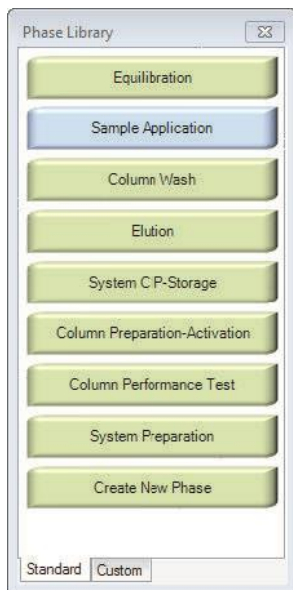 Phase Library
Equilibration
Sample Application
Column Wash
Elution
System CIP-Storage
Column Preparation-Activation
Column Performance Test
System Preparation
Create New Phase
Standard Custom